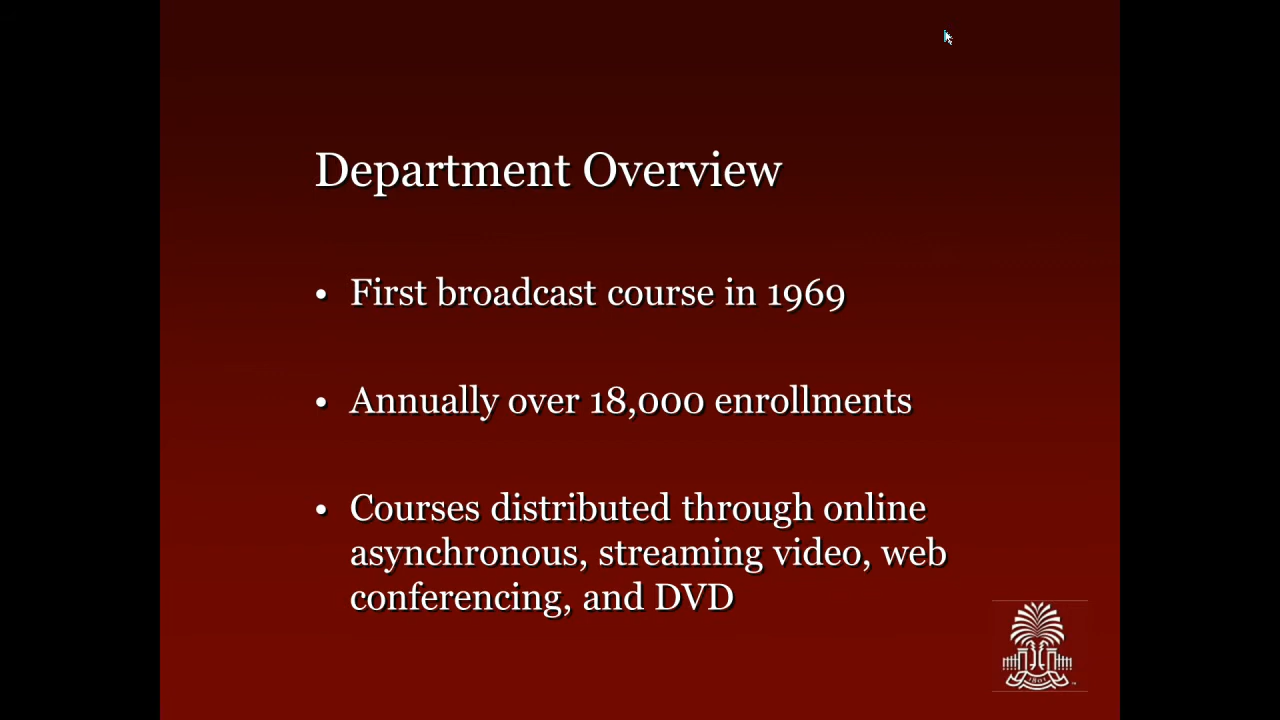 Department Overview
• First broadcast course in 1969
• Annually over 18,000 enrollments
• Courses distributed through online
asynchronous, streaming video, web
conferencing, and DVD
1801